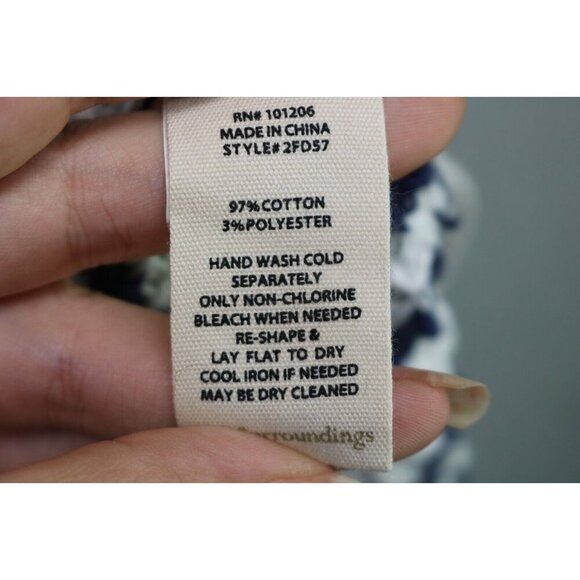 RN# 101206
MADE IN CHINA
STYLE# 2FD57
97% COTTON
3% POLYESTER
HAND WASH COLD
SEPARATELY
ONLY NON-CHLORINE
BLEACH WHEN NEEDED
RE-SHAPE &
LAY FLAT TO DRY
COOL IRON IF NEEDED
MAY BE DRY CLEANED
Surroundings